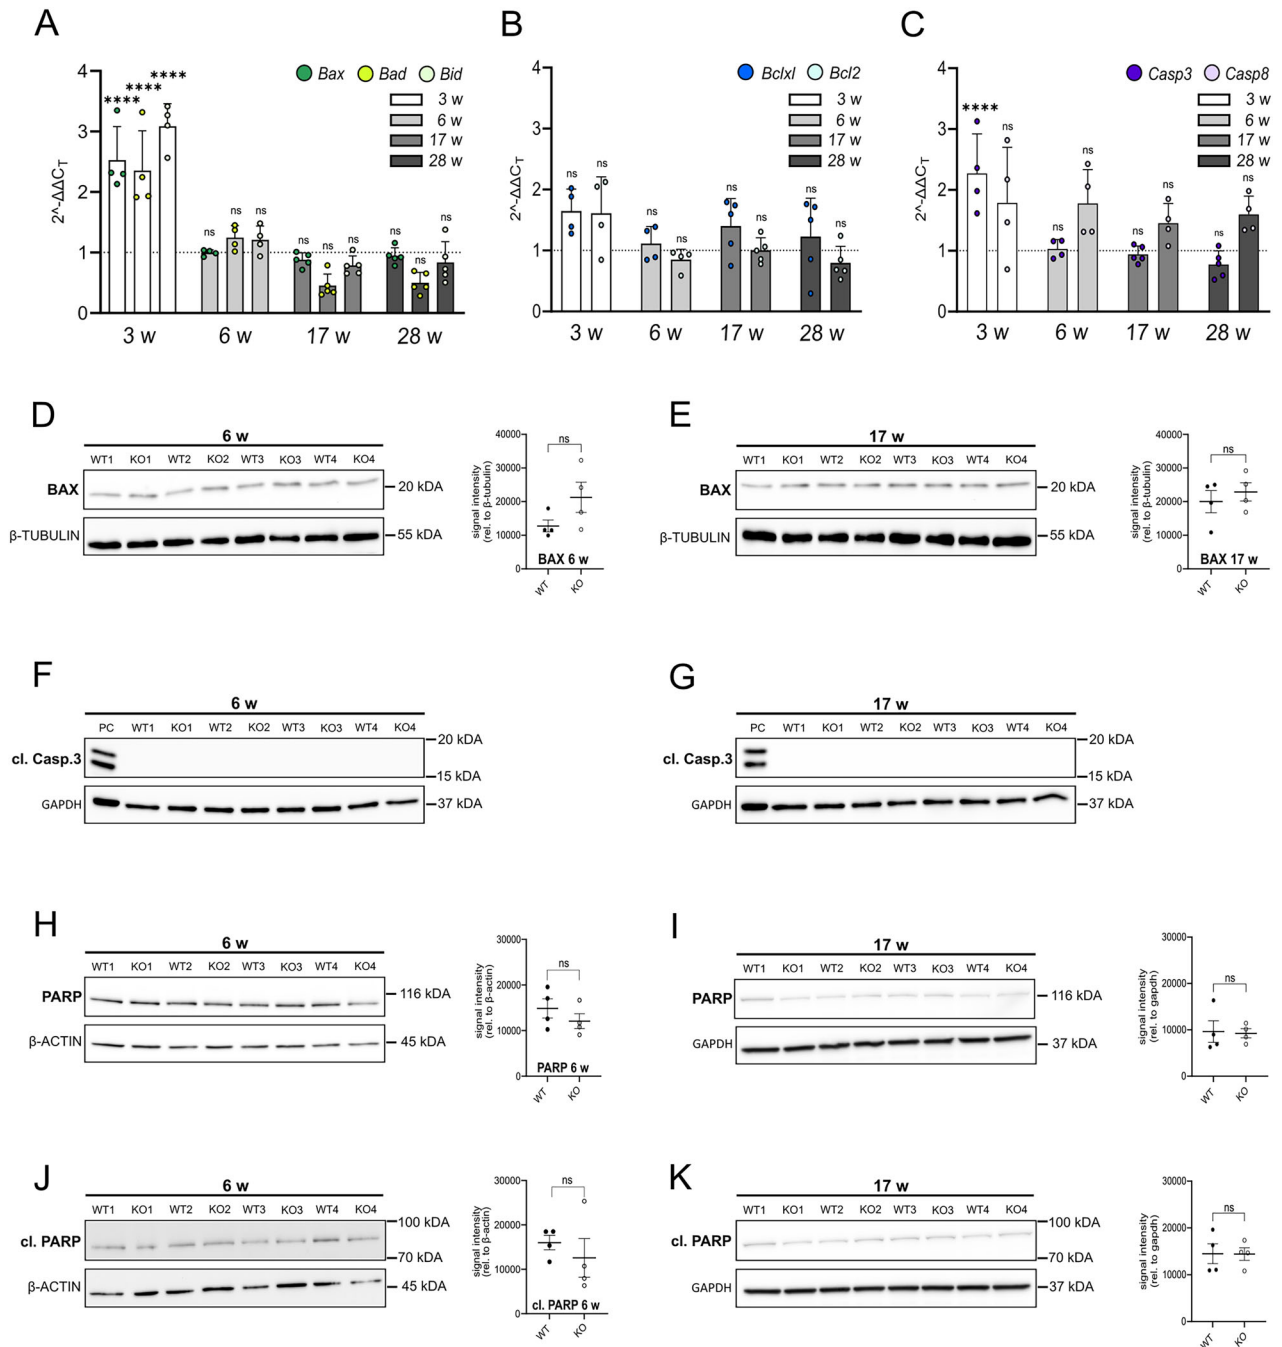 A
Bax Bad Bid
3 w
6 w
17 w
28 w
2^-ΔΔCT
4
3
2
1
0
**** **** ****
ns ns ns
ns ns ns
ns ns ns
3 w 6 w 17 w 28 w
B
Bclxl Bcl2
3 w
6 w
17 w
28 w
2^-ΔΔCT
4
3
2
1
0
ns ns ns ns ns ns ns ns
3 w 6 w 17 w 28 w
C
Casp3 Casp8
3 w
6 w
17 w
28 w
2^-ΔΔCT
4
3
2
1
0
**** ns ns ns ns ns ns ns
3 w 6 w 17 w 28 w
D
6 w
WT1 KO1 WT2 KO2 WT3 KO3 WT4 KO4
BAX
20 kDA
β-TUBULIN
55 kDA
signal intensity
(rel. to β-tubulin)
40000
30000
20000
10000
0
ns
BAX 6 w
WT KO
E
17 w
WT1 KO1 WT2 KO2 WT3 KO3 WT4 KO4
BAX
20 kDA
β-TUBULIN
55 kDA
signal intensity
(rel. to β-tubulin)
40000
30000
20000
10000
0
ns
BAX 17 w
WT KO
F
6 w
PC WT1 KO1 WT2 KO2 WT3 KO3 WT4 KO4
cl. Casp.3
20 kDA
15 kDA
GAPDH
37 kDA
G
17 w
PC WT1 KO1 WT2 KO2 WT3 KO3 WT4 KO4
cl. Casp.3
20 kDA
15 kDA
GAPDH
37 kDA
H
6 w
WT1 KO1 WT2 KO2 WT3 KO3 WT4 KO4
PARP
116 kDA
β-ACTIN
45 kDA
signal intensity
(rel. to β-actin)
30000
20000
10000
0
ns
PARP 6 w
WT KO
I
17 w
WT1 KO1 WT2 KO2 WT3 KO3 WT4 KO4
PARP
116 kDA
GAPDH
37 kDA
signal intensity
(rel. to gapdh)
30000
20000
10000
0
ns
WT KO
J
6 w
WT1 KO1 WT2 KO2 WT3 KO3 WT4 KO4
cl. PARP
100 kDA
70 kDA
β-ACTIN
45 kDA
signal intensity
(rel. to β-actin)
30000
20000
10000
0
ns
cl. PARP 6 w
WT KO
K
17 w
WT1 KO1 WT2 KO2 WT3 KO3 WT4 KO4
cl. PARP
100 kDA
70 kDA
GAPDH
37 kDA
signal intensity
(rel. to gapdh)
30000
20000
10000
0
ns
WT KO